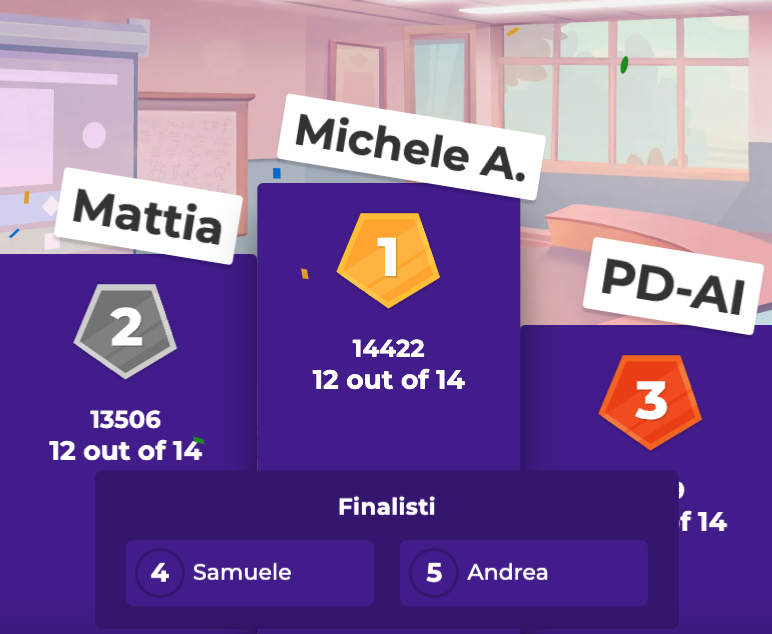 Michele A.
Mattia
PD-AI
1
14422
12 out of 14
2
13506
12 out of 14
3
14
Finalisti
4 Samuele
5 Andrea